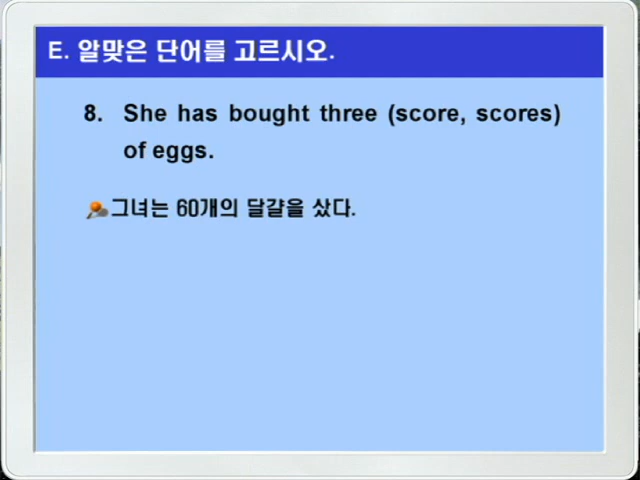 E. 알맞은 단어를 고르시오.
8. She has bought three (score, scores)
of eggs.
그녀는 60개의 달걀을 샀다.